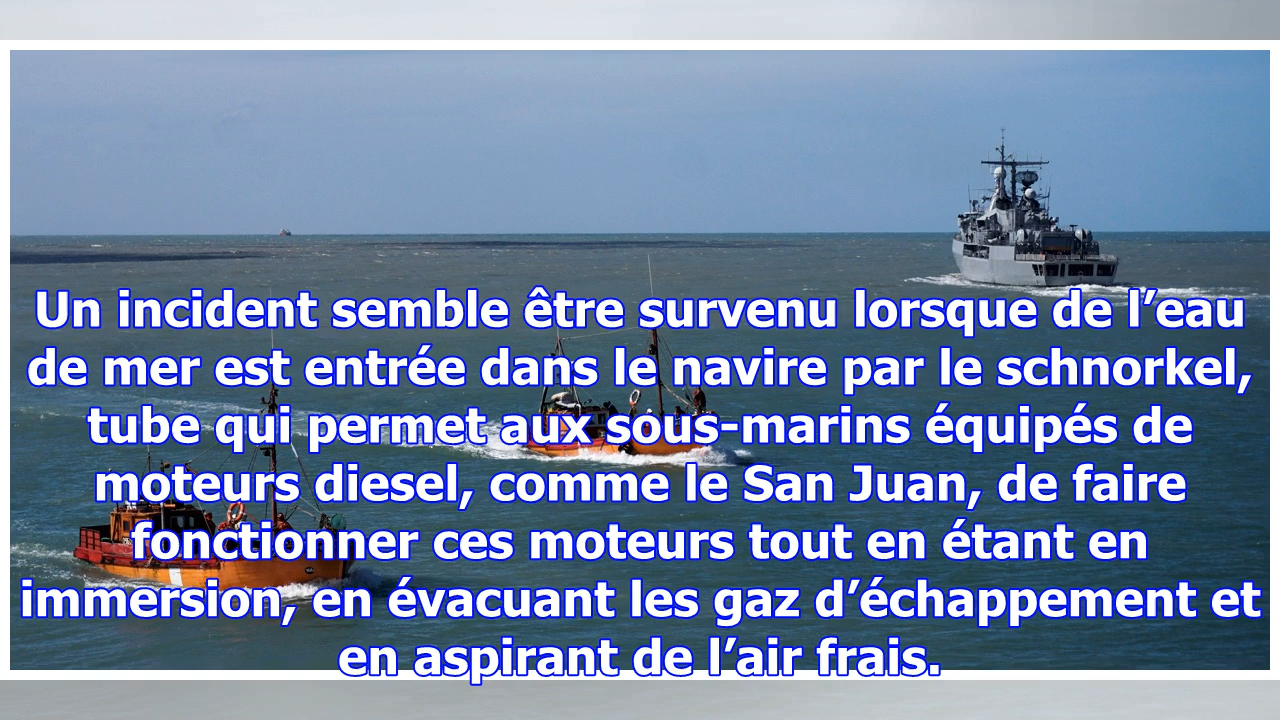 Un incident semble être survenu lorsque de l’eau
de mer est entrée dans le navire par le schnorkel,
tube qui permet aux sous-marins équipés de
moteurs diesel, comme le San Juan, de faire
fonctionner ces moteurs tout en étant en
immersion, en évacuant les gaz d’échappement et
en aspirant de l’air frais.